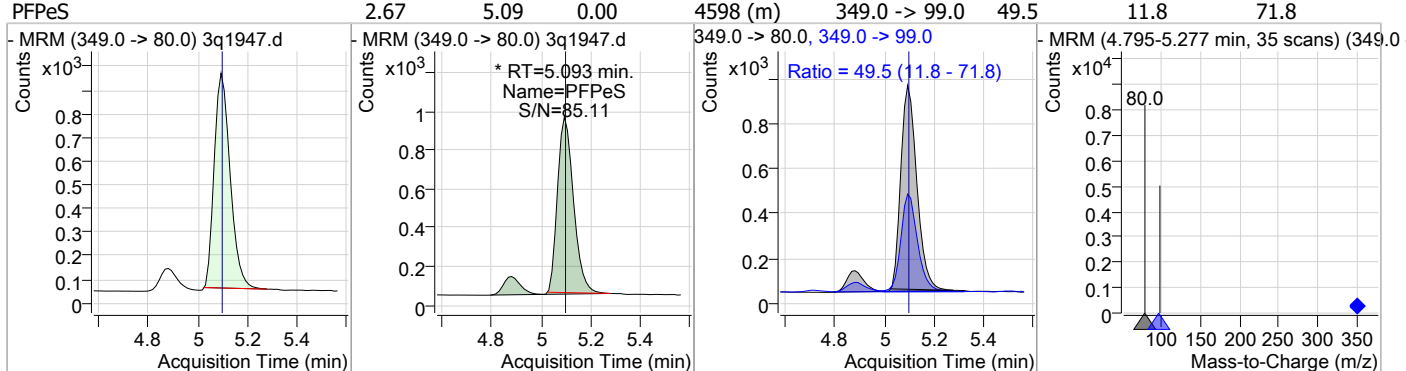 PFPeS 2.67 5.09 0.00 4598 (m) 349.0 -> 99.0 49.5 11.8 71.8
- MRM (349.0 -> 80.0) 3q1947.d
Counts
x10³
0.9
0.8
0.7
0.6
0.5
0.4
0.3
0.2
0.1
0
4.8 5 5.2 5.4
Acquisition Time (min)
- MRM (349.0 -> 80.0) 3q1947.d
Counts
x10³
* RT=5.093 min.
Name=PFPeS
S/N=85.11
1
0.8
0.6
0.4
0.2
0
4.8 5 5.2 5.4
Acquisition Time (min)
349.0 -> 80.0, 349.0 -> 99.0
Counts
x10³
Ratio = 49.5 (11.8 - 71.8)
0.8
0.6
0.4
0.2
0
4.8 5 5.2 5.4
Acquisition Time (min)
- MRM (4.795-5.277 min, 35 scans) (349.0 -
Counts
x10⁴
80.0
0.9
0.8
0.7
0.6
0.5
0.4
0.3
0.2
0.1
0
100 150 200 250 300 350
Mass-to-Charge (m/z)